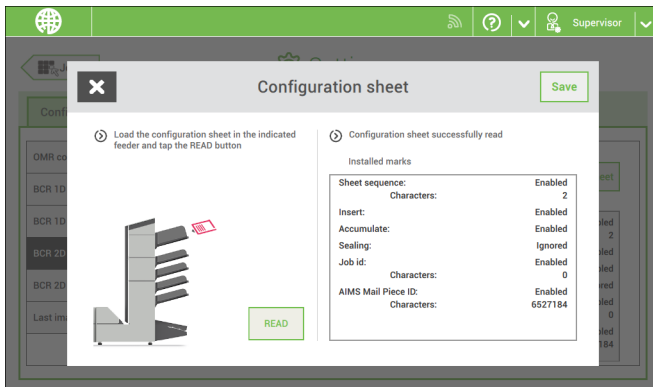 Supervisor
Configuration sheet
Save
Load the configuration sheet in the indicated
feeder and tap the READ button
READ
Configuration sheet successfully read
Installed marks
Sheet sequence: Enabled
Characters: 2
Insert: Enabled
Accumulate: Enabled
Sealing: Ignored
Job id: Enabled
Characters: 0
AIMS Mail Piece ID: Enabled
Characters: 6527184
OMR co
BCR 1D
BCR 1D
BCR 2D
BCR 2D
Last im